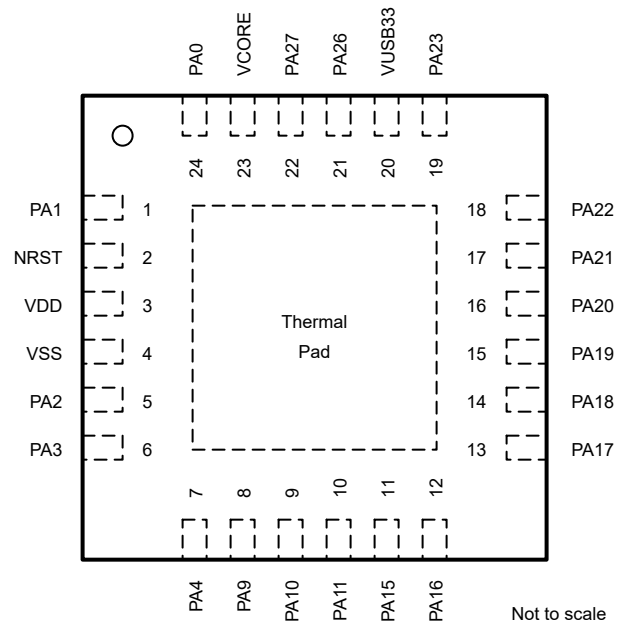 PA0
VCORE
PA27
PA26
VUSB33
PA23
24
23
22
21
20
19
PA1
1
18
PA22
NRST
2
17
PA21
VDD
3
16
PA20
VSS
4
15
PA19
PA2
5
14
PA18
PA3
6
13
PA17
Thermal
Pad
7
8
9
10
11
12
PA4
PA9
PA10
PA11
PA15
PA16
Not to scale